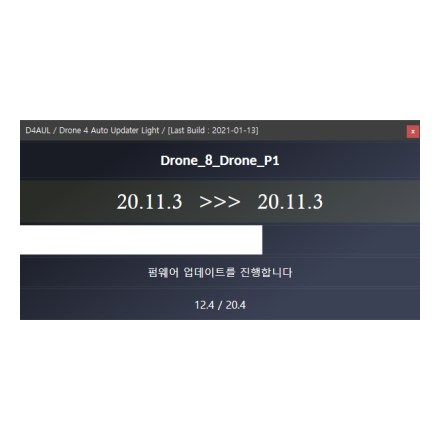 D4AUL / Drone 4 Auto Updater Light / [Last Build : 2021-01-13]
x
Drone_8_Drone_P1
20.11.3 >>> 20.11.3
펌웨어 업데이트를 진행합니다
12.4 / 20.4